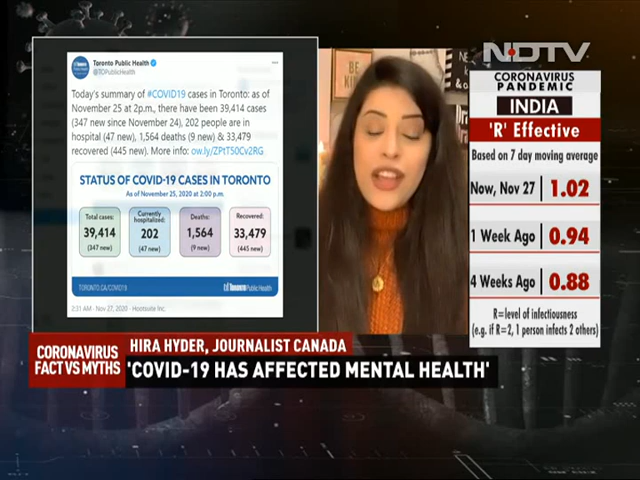 Toronto Public Health
@TOPublicHealth
Today's summary of #COVID19 cases in Toronto: as of
November 25 at 2p.m., there have been 39,414 cases
(347 new since November 24), 202 people are in
hospital (47 new), 1,564 deaths (9 new) & 33,479
recovered (445 new). More info: ow.ly/ZPtT50Cv2RG
STATUS OF COVID-19 CASES IN TORONTO
As of November 25, 2020 at 2:00 p.m.
Total cases:
39,414
(347 new)
Currently
hospitalized:
202
(47 new)
Deaths:
1,564
(9 new)
Recovered:
33,479
(445 new)
TORONTO.CA/COVID19
Toronto Public Health
2:31 AM · Nov 27, 2020 · Hootsuite Inc.
BE
KIND
NDTV
CORONAVIRUS
PANDEMIC
INDIA
'R' Effective
Based on 7 day moving average
Now, Nov 27 1.02
1 Week Ago 0.94
4 Weeks Ago 0.88
R=level of infectiousness
(e.g. if R=2, 1 person infects 2 others)
CORONAVIRUS
FACT VS MYTHS
HIRA HYDER, JOURNALIST CANADA
'COVID-19 HAS AFFECTED MENTAL HEALTH'